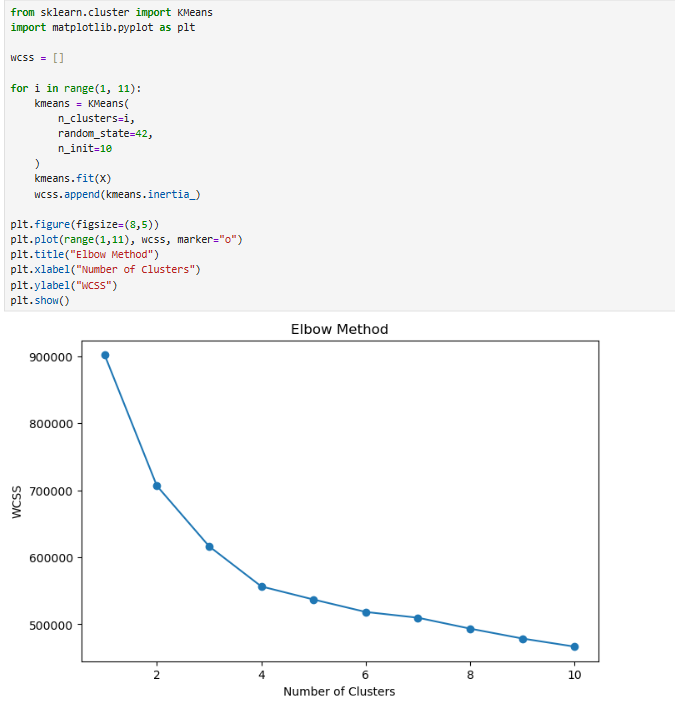 from sklearn.cluster import KMeans
import matplotlib.pyplot as plt
wcss = []
for i in range(1, 11):
    kmeans = KMeans(
        n_clusters=i,
        random_state=42,
        n_init=10
    )
    kmeans.fit(X)
    wcss.append(kmeans.inertia_)
plt.figure(figsize=(8,5))
plt.plot(range(1,11), wcss, marker="o")
plt.title("Elbow Method")
plt.xlabel("Number of Clusters")
plt.ylabel("WCSS")
plt.show()
Elbow Method
900000
800000
700000
600000
500000
WCSS
2 4 6 8 10
Number of Clusters